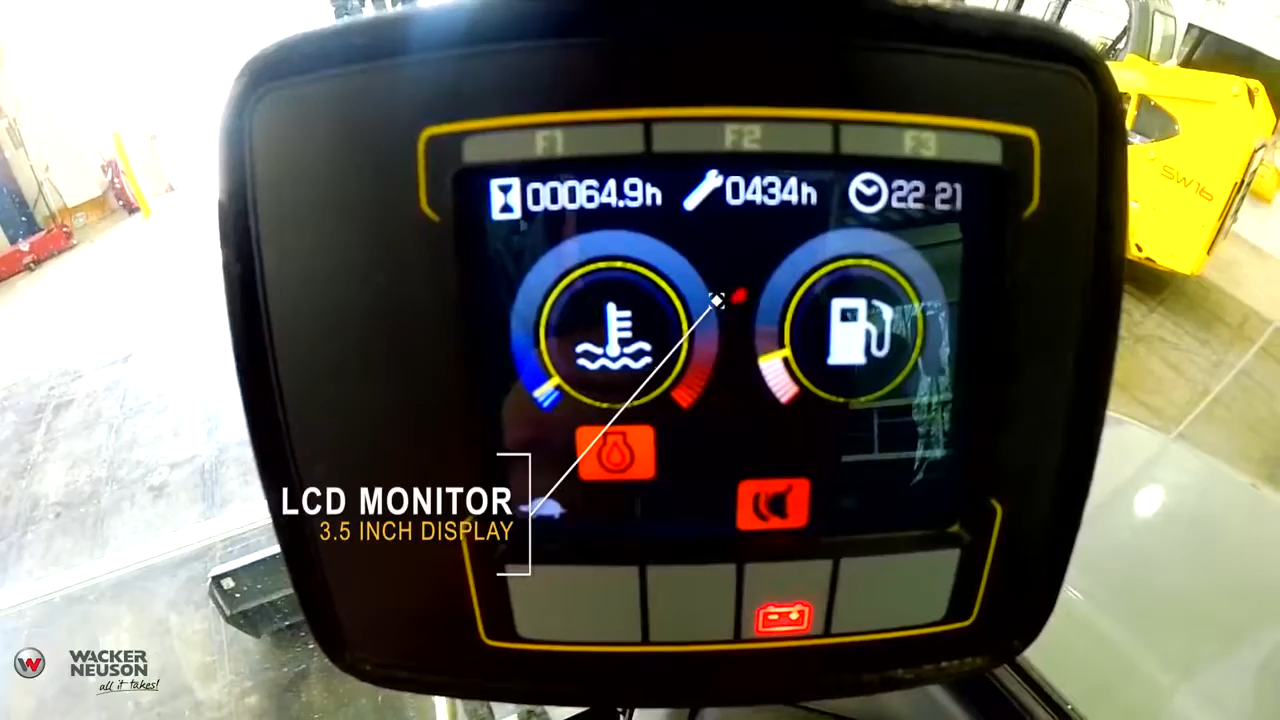 F1 F2 F3
00064.9h 0434h 22 21
LCD MONITOR
3.5 INCH DISPLAY
SW16
W WACKER
NEUSON
all it takes!